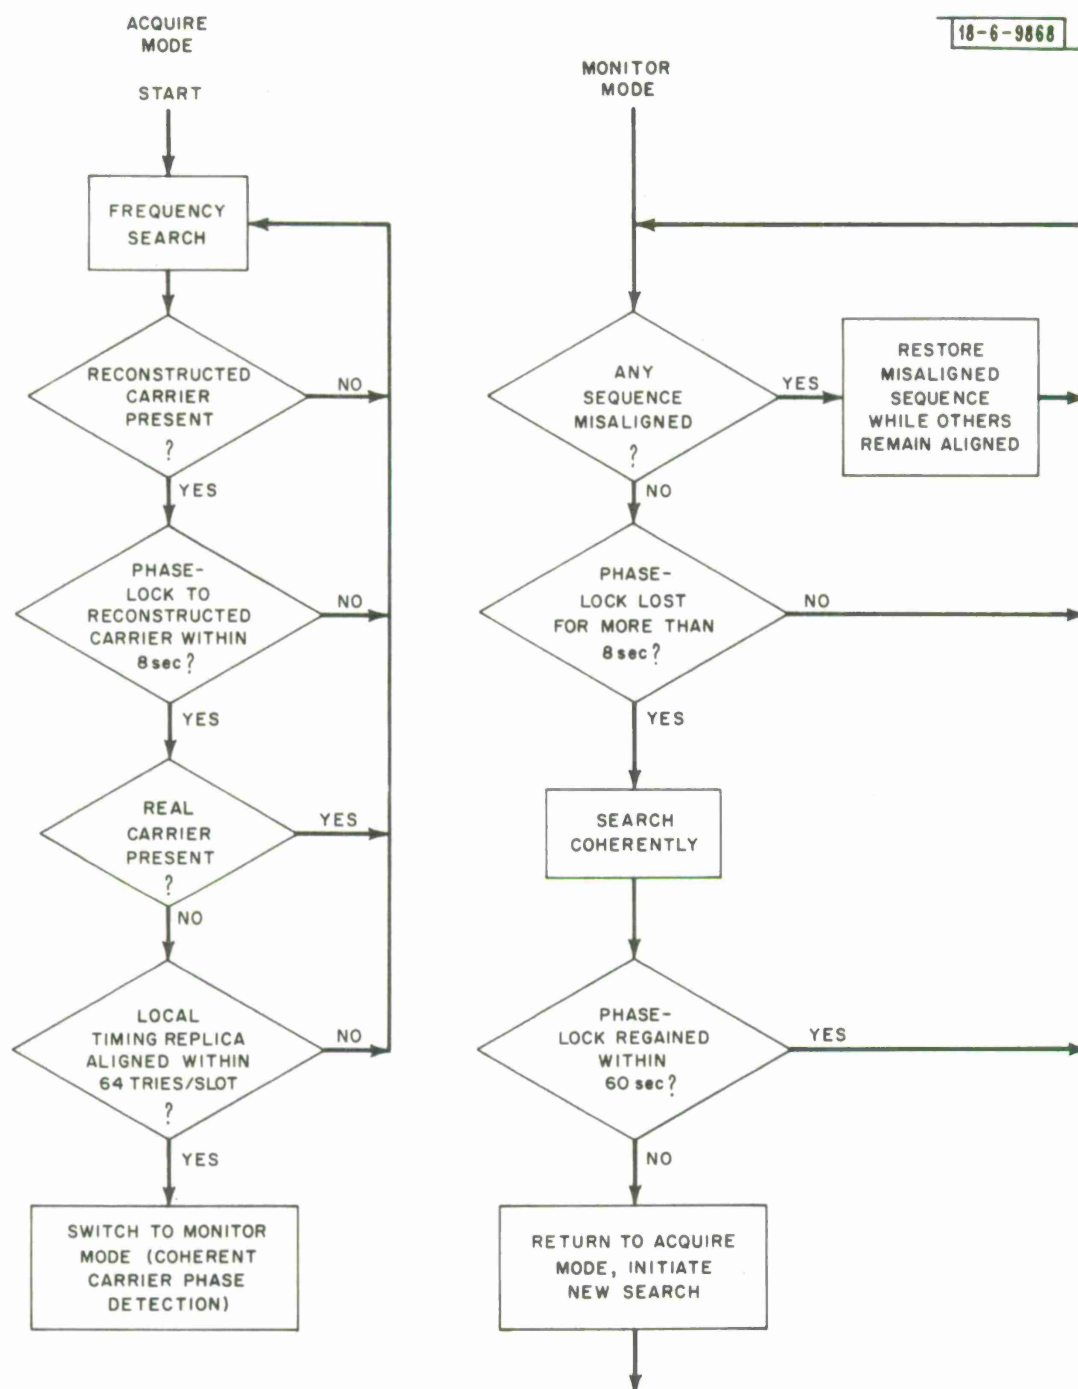 ACQUIRE
MODE
START
FREQUENCY
SEARCH
RECONSTRUCTED
CARRIER
PRESENT
?
NO
YES
PHASE-
LOCK TO
RECONSTRUCTED
CARRIER WITHIN
8 sec?
NO
YES
REAL
CARRIER
PRESENT
?
YES
NO
LOCAL
TIMING REPLICA
ALIGNED WITHIN
64 TRIES/SLOT
?
NO
YES
SWITCH TO MONITOR
MODE (COHERENT
CARRIER PHASE
DETECTION)
18-6-9868
MONITOR
MODE
ANY
SEQUENCE
MISALIGNED
?
YES
RESTORE
MISALIGNED
SEQUENCE
WHILE OTHERS
REMAIN ALIGNED
NO
PHASE-
LOCK LOST
FOR MORE THAN
8 sec?
NO
YES
SEARCH
COHERENTLY
PHASE-
LOCK REGAINED
WITHIN
60 sec?
YES
NO
RETURN TO ACQUIRE
MODE, INITIATE
NEW SEARCH